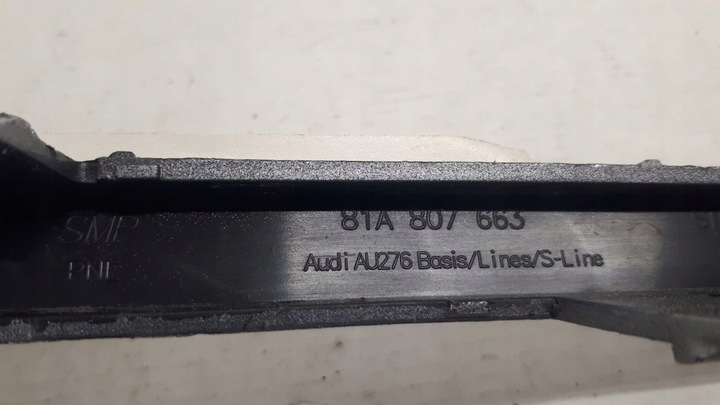 SMP
PNE
81A 807 663
Audi AU276 Basis/Lines/S-Line